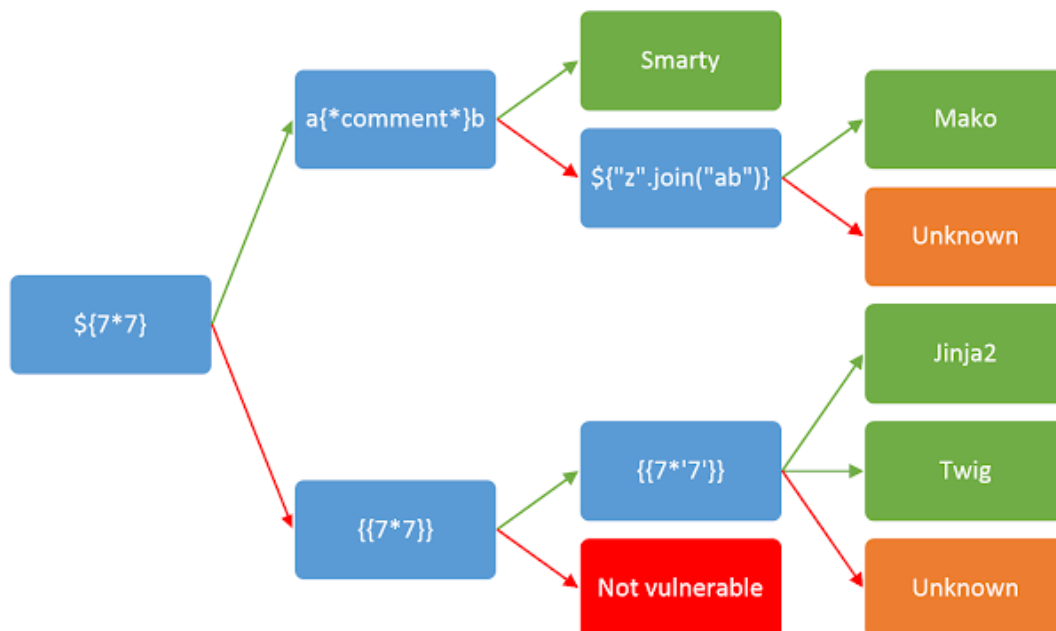 Smarty
a{*comment*}b
Mako
${"z".join("ab")}
Unknown
${7*7}
Jinja2
{{7*'7'}}
Twig
{{7*7}}
Not vulnerable
Unknown